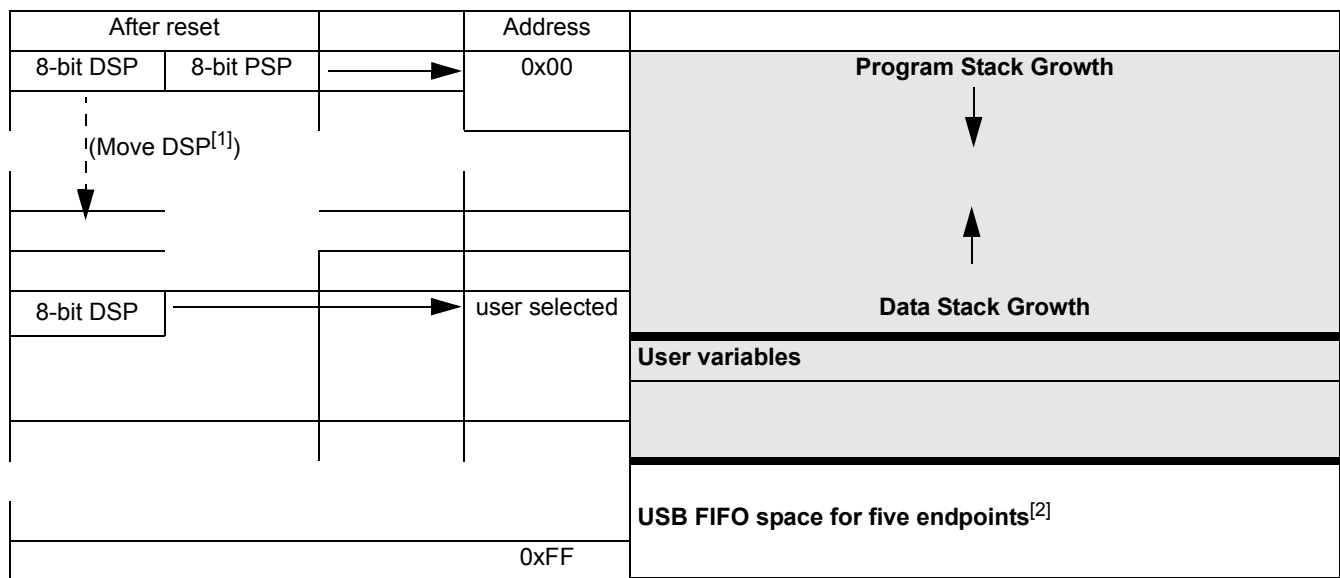 After reset Address
8-bit DSP 8-bit PSP 0x00 Program Stack Growth
(Move DSP[1])
8-bit DSP user selected Data Stack Growth
User variables
USB FIFO space for five endpoints[2]
0xFF